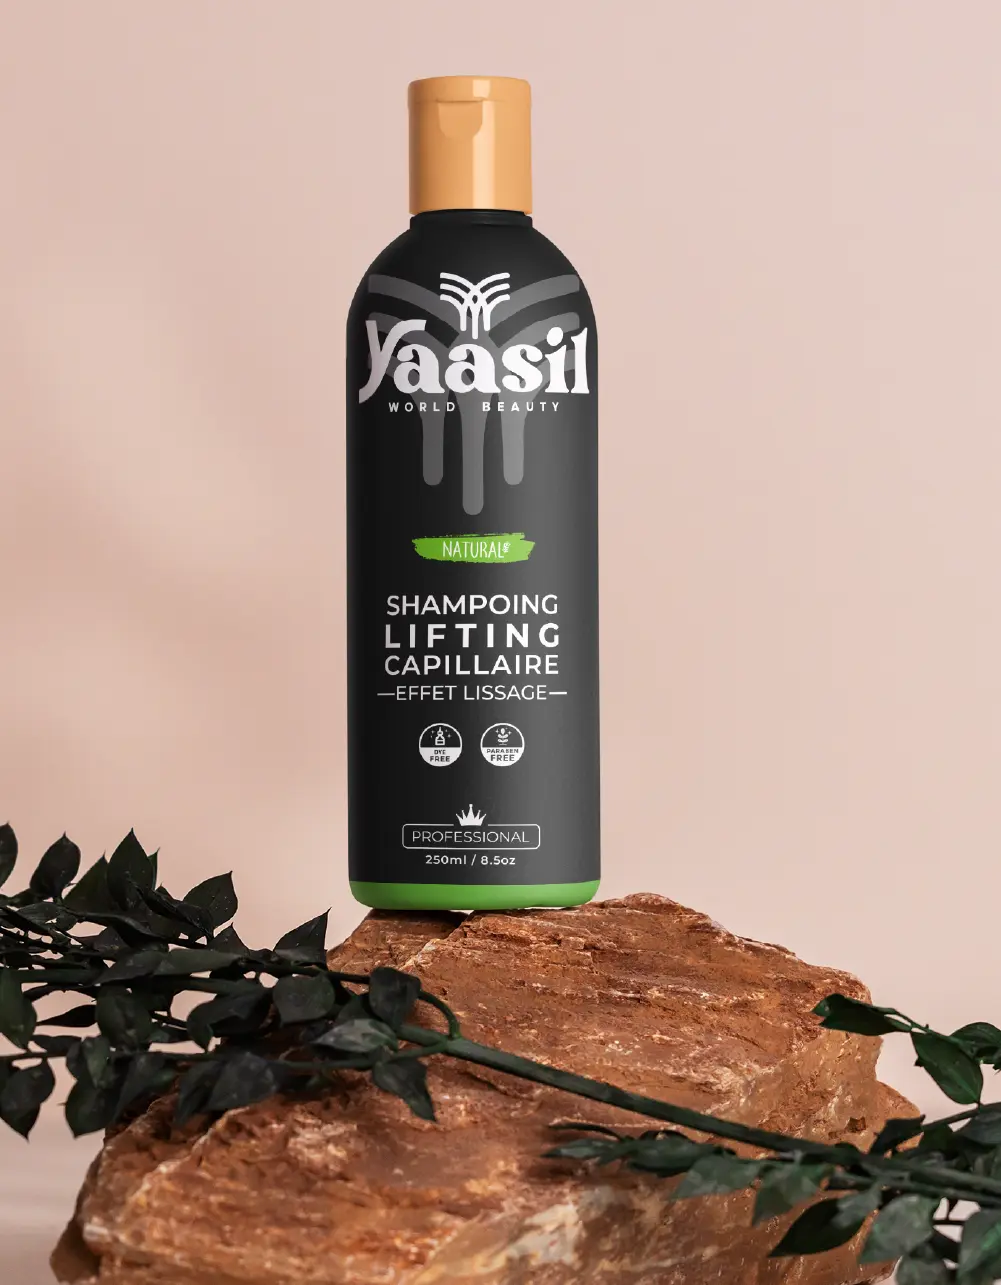 Yaasil
WORLD BEAUTY
NATURAL
SHAMPOING
LIFTING
CAPILLAIRE
—EFFET LISSAGE—
DYE
FREE
PARABEN
FREE
PROFESSIONAL
250ml / 8.5oz